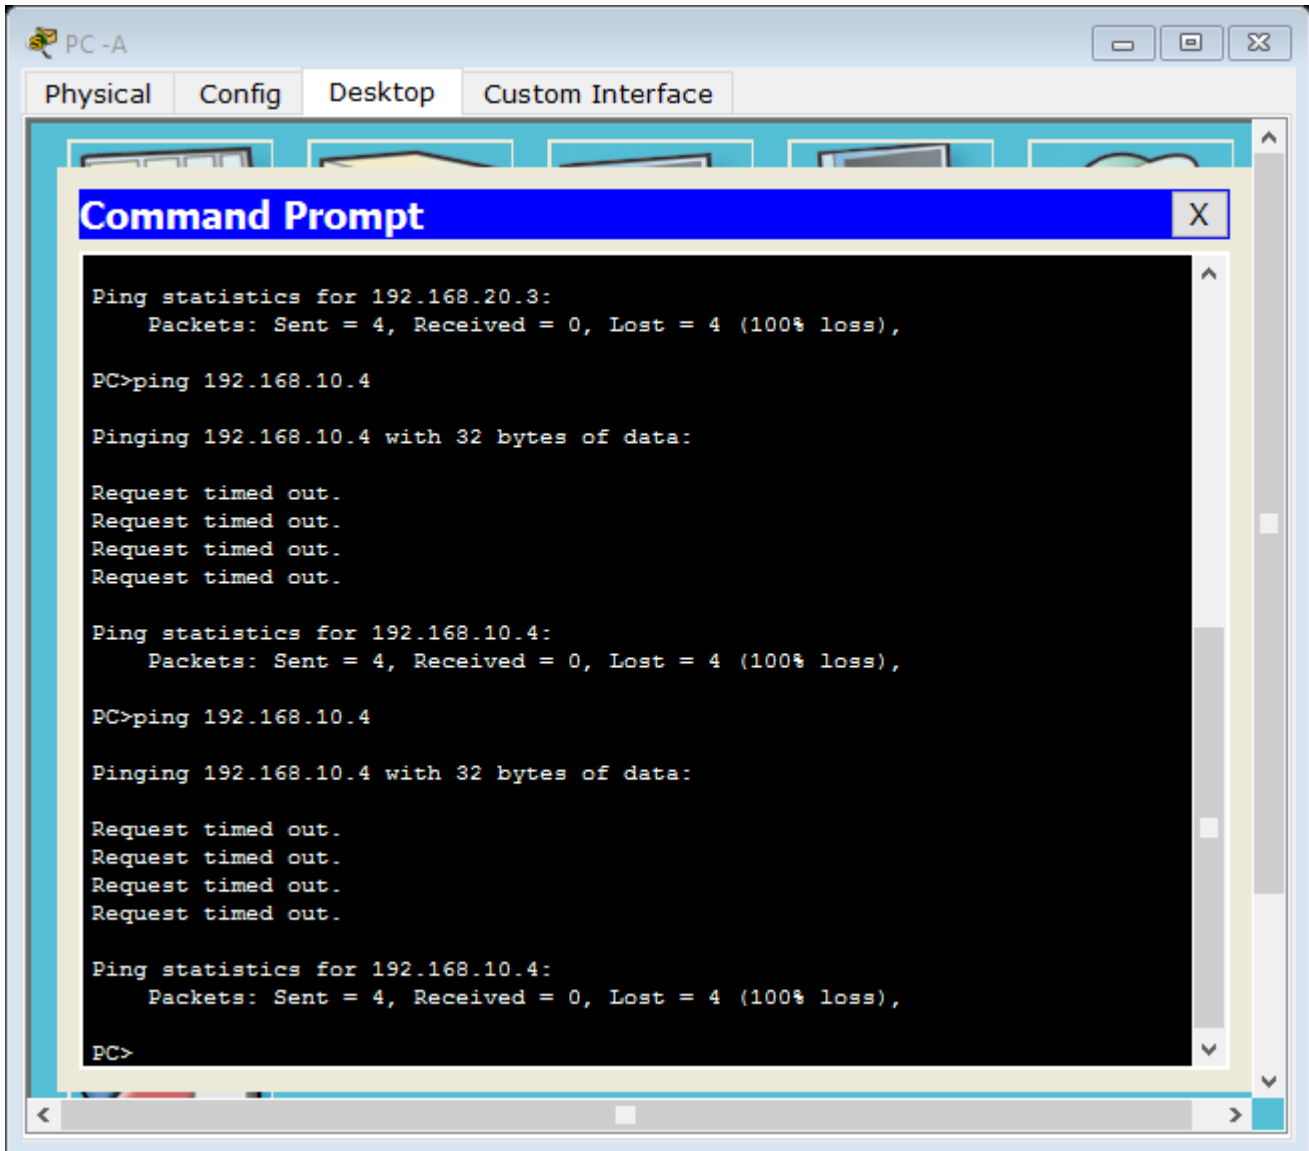 PC -A
Physical Config Desktop Custom Interface
Command Prompt X
Ping statistics for 192.168.20.3:
    Packets: Sent = 4, Received = 0, Lost = 4 (100% loss),
PC>ping 192.168.10.4
Pinging 192.168.10.4 with 32 bytes of data:
Request timed out.
Request timed out.
Request timed out.
Request timed out.
Ping statistics for 192.168.10.4:
    Packets: Sent = 4, Received = 0, Lost = 4 (100% loss),
PC>ping 192.168.10.4
Pinging 192.168.10.4 with 32 bytes of data:
Request timed out.
Request timed out.
Request timed out.
Request timed out.
Ping statistics for 192.168.10.4:
    Packets: Sent = 4, Received = 0, Lost = 4 (100% loss),
PC>